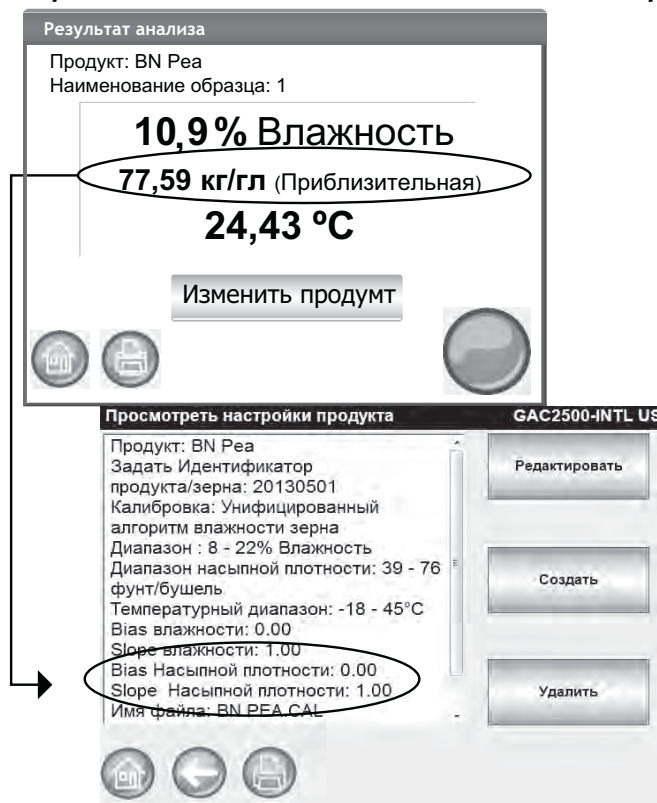 Результат анализа
Продукт: BN Pea
Наименование образца: 1
10,9% Влажность
77,59 кг/гл (Приблизительная)
24,43 ºC
Изменить продумт
Просмотреть настройки продукта GAC2500-INTL US
Продукт: BN Pea
Задать Идентификатор
продукта/зерна: 20130501
Калибровка: Унифицированный
алгоритм влажности зерна
Диапазон : 8 - 22% Влажность
Диапазон насыпной плотности: 39 - 76
фунт/бушель
Температурный диапазон: -18 - 45°C
Bias влажности: 0.00
Slope влажности: 1.00
Bias Насыпной плотности: 0.00
Slope Насыпной плотности: 1.00
Имя файла: BN PEA.CAL
Редактировать
Создать
Удалить